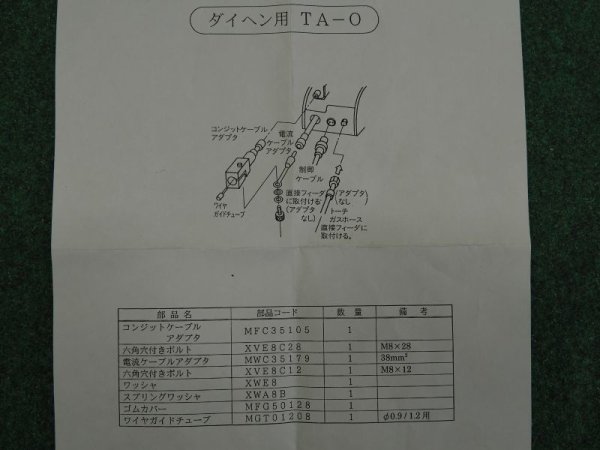 ダイヘン用 TA－O
コンジットケーブル
アダプタ
電流
ケーブル
アダプタ
制御
ケーブル
ワイヤ
ガイドチューブ
直接フィーダ
に取付ける
(アダプタ
なし)
(アダプタ
なし)
トーチ
ガスホース
直接フィーダに
取付ける。
部品名 部品コード 数量 備考
コンジットケーブル
アダプタ MFC35105 1
六角穴付きボルト XVE8C28 1 M8×28
電流ケーブルアダプタ MWC35179 1 38mm²
六角穴付きボルト XVE8C12 1 M8×12
ワッシャ XWE8 1
スプリングワッシャ XWA8B 1
ゴムカバー MFG50128 1
ワイヤガイドチューブ MGT01208 1 φ0.9/1.2用